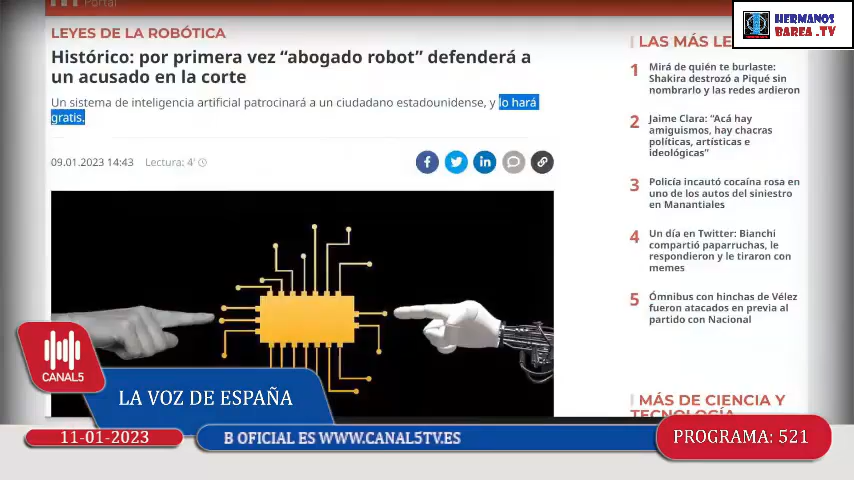 Portal
LEYES DE LA ROBÓTICA
Histórico: por primera vez “abogado robot” defenderá a
un acusado en la corte
Un sistema de inteligencia artificial patrocinará a un ciudadano estadounidense, y lo hará
gratis.
09.01.2023 14:43 Lectura: 4'
HERMANOS
BAREA .TV
LAS MÁS LE
1 Mirá de quién te burlaste:
Shakira destrozó a Piqué sin
nombrarlo y las redes ardieron
2 Jaime Clara: “Acá hay
amiguismos, hay chacras
políticas, artísticas e
ideológicas”
3 Policía incautó cocaína rosa en
uno de los autos del siniestro
en Manantiales
4 Un día en Twitter: Bianchi
compartió paparruchas, le
respondieron y le tiraron con
memes
5 Ómnibus con hinchas de Vélez
fueron atacados en previa al
partido con Nacional
MÁS DE CIENCIA Y
TECNOLOGÍA
CANAL5
LA VOZ DE ESPAÑA
11-01-2023
B OFICIAL ES WWW.CANAL5TV.ES
PROGRAMA: 521